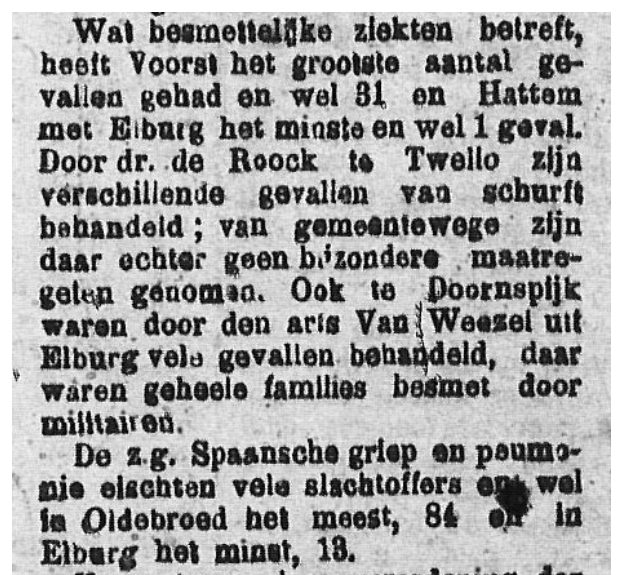 Wat besmettelijke ziekten betreft,
heeft Voorst het grootste aantal ge-
vallen gehad en wel 31 en Hattem
met Elburg het minste en wel 1 geval.
Door dr. de Roock te Twello zijn
verschillende gevallen van schurft
behandeld; van gemeentewege zijn
daar echter geen bijzondere maatre-
gelen genomen. Ook te Doornspijk
waren door den arts Van Weezel uit
Elburg vele gevallen behandeld, daar
waren geheele families besmet door
militairen.
De z.g. Spaansche griep en pneumo-
nie eischten vele slachtoffers en wel
in Oldebroed het meest, 84 en in
Elburg het minst, 13.